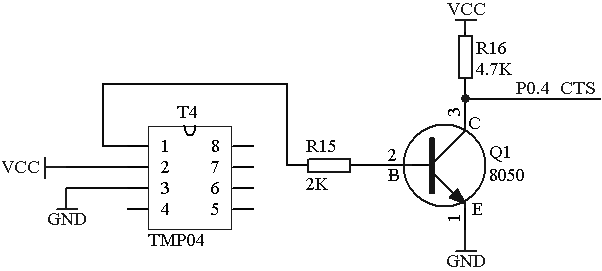 VCC
R16
4.7K
P0.4 CTS
3
C
T4
1 8
2 7
3 6
4 5
VCC
GND
TMP04
R15
2K
2
B
Q1
8050
1
E
GND